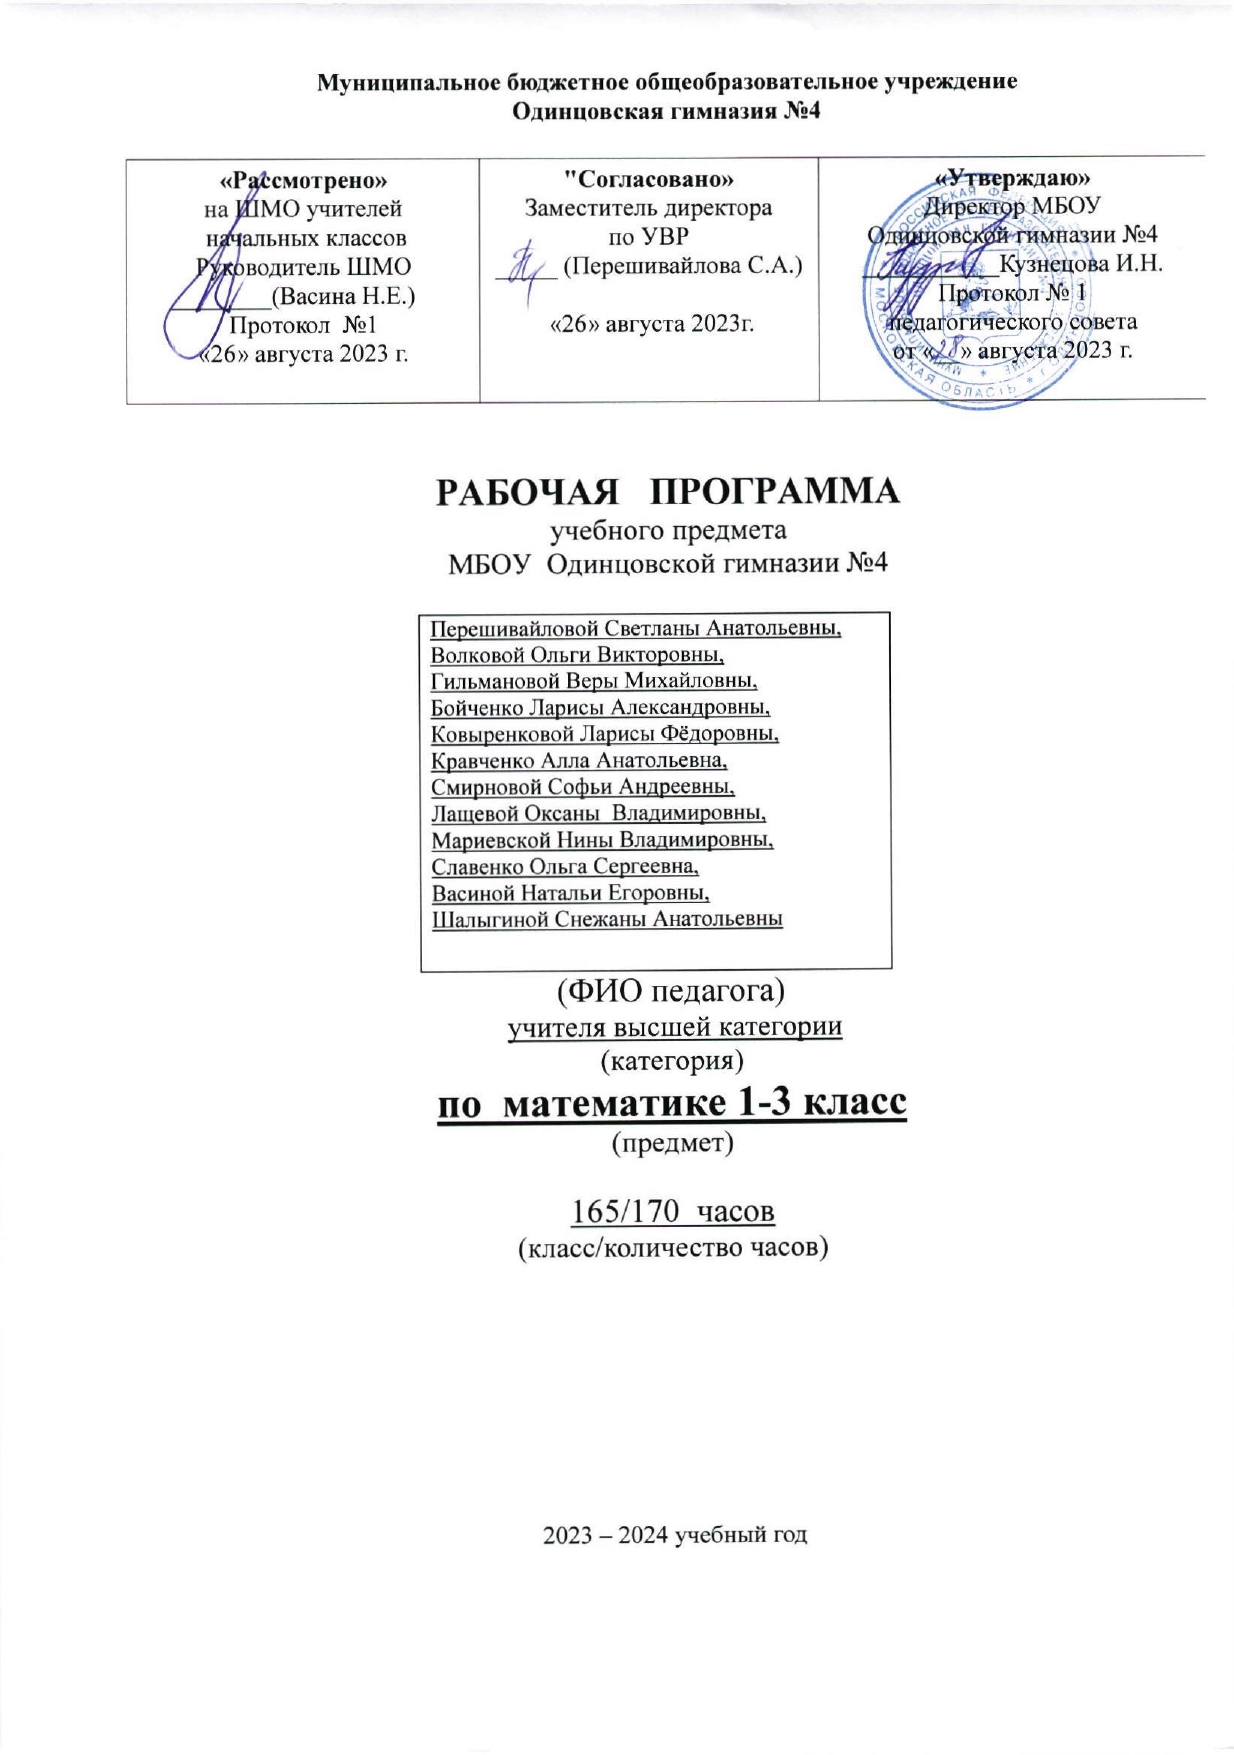 Муниципальное бюджетное общеобразовательное учреждение
Одинцовская гимназия №4
«Рассмотрено»
на ШМО учителей
начальных классов
Руководитель ШМО
________(Васина Н.Е.)
Протокол №1
«26» августа 2023 г.
"Согласовано»
Заместитель директора
по УВР
_____ (Перешивайлова С.А.)
«26» августа 2023г.
«Утверждаю»
Директор МБОУ
Одинцовской гимназии №4
___________Кузнецова И.Н.
Протокол № 1
педагогического совета
от «28» августа 2023 г.
РАБОЧАЯ ПРОГРАММА
учебного предмета
МБОУ Одинцовской гимназии №4
Перешивайловой Светланы Анатольевны,
Волковой Ольги Викторовны,
Гильмановой Веры Михайловны,
Бойченко Ларисы Александровны,
Ковыренковой Ларисы Фёдоровны,
Кравченко Алла Анатольевна,
Смирновой Софьи Андреевны,
Лащевой Оксаны Владимировны,
Мариевской Нины Владимировны,
Славенко Ольга Сергеевна,
Васиной Натальи Егоровны,
Шалыгиной Снежаны Анатольевны
(ФИО педагога)
учителя высшей категории
(категория)
по математике 1-3 класс
(предмет)
165/170 часов
(класс/количество часов)
2023 – 2024 учебный год